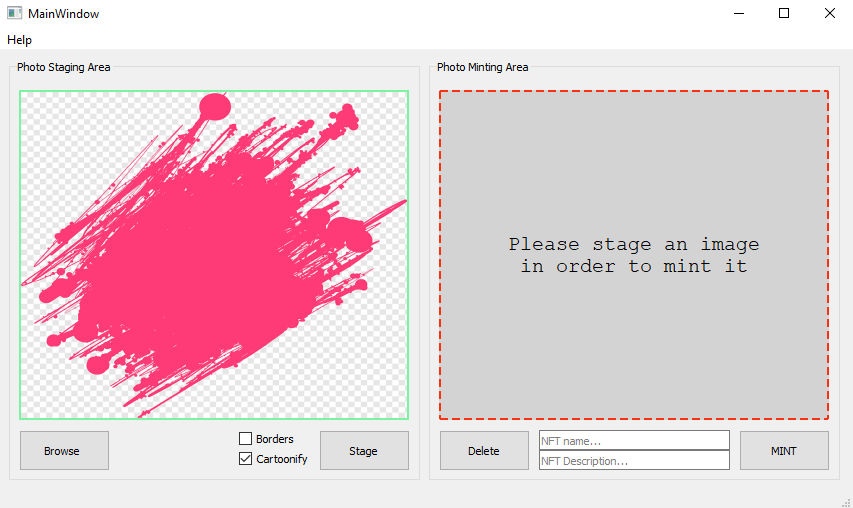 MainWindow
Help
Photo Staging Area
Photo Minting Area
Please stage an image
in order to mint it
Browse
Borders
Cartoonify
Stage
Delete
NFT name...
NFT Description...
MINT